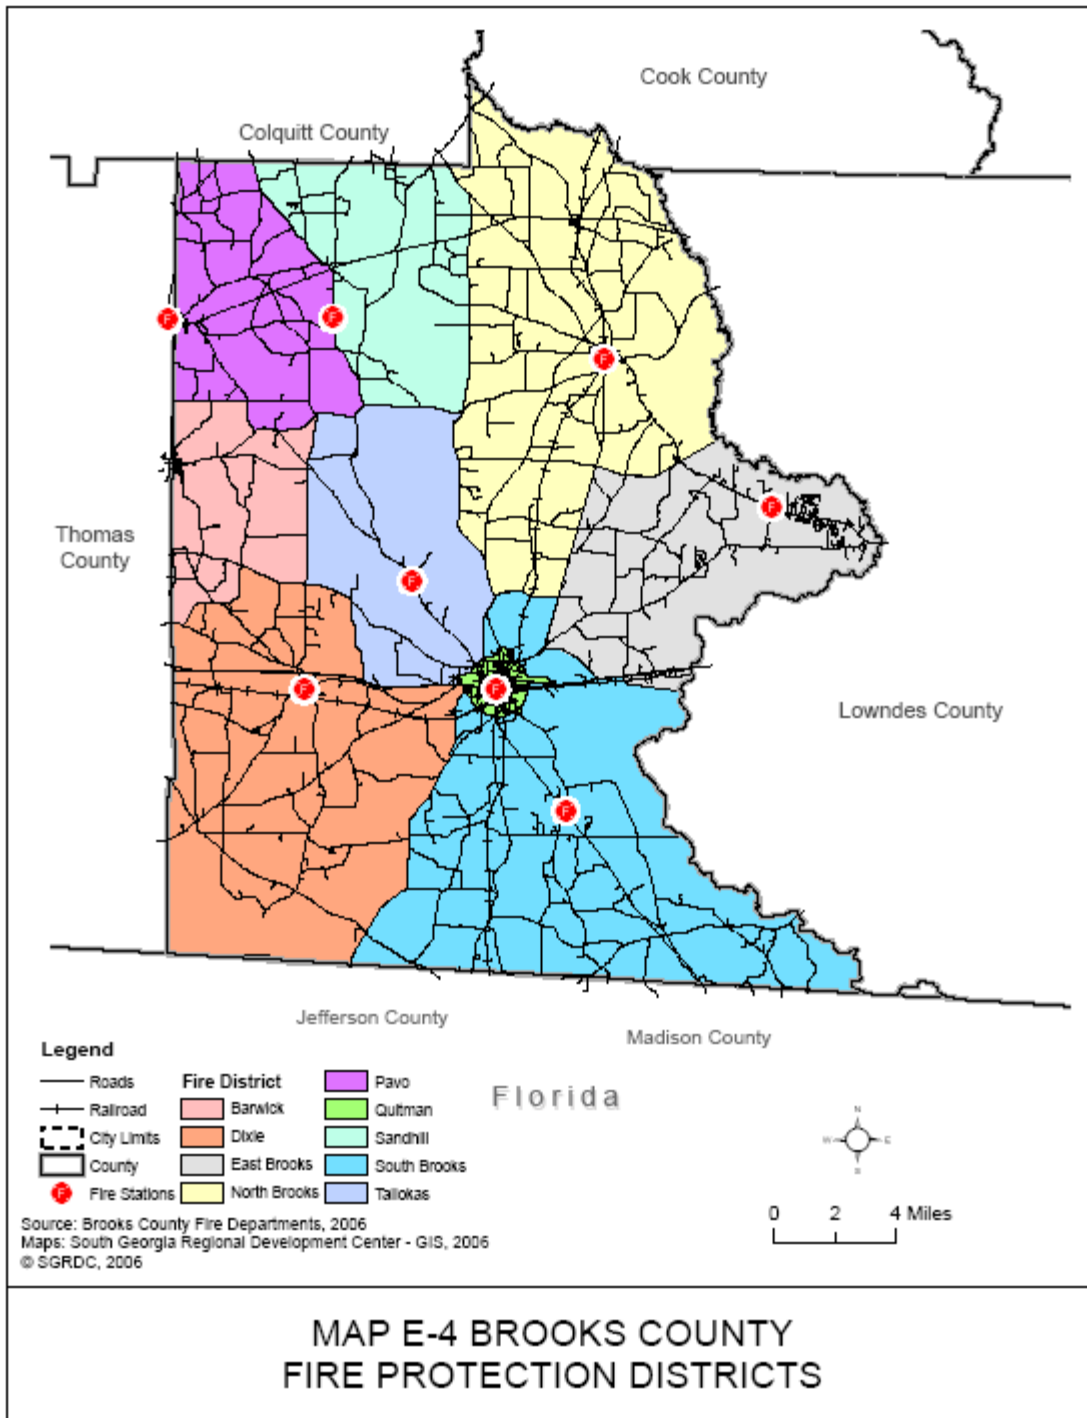 Cook County
Colquitt County
Thomas
County
Lowndes County
Jefferson County
Madison County
Florida
Legend
Roads
Railroad
City Limits
County
F Fire Stations
Fire District
Barwick
Dixie
East Brooks
North Brooks
Pavo
Quitman
Sandhill
South Brooks
Tallokas
N
W E
S
0 2 4 Miles
Source: Brooks County Fire Departments, 2006
Maps: South Georgia Regional Development Center - GIS, 2006
© SGRDC, 2006
MAP E-4 BROOKS COUNTY
FIRE PROTECTION DISTRICTS
F
F
F
F
F
F
F
F